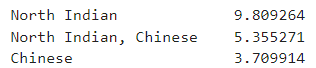 North Indian 9.809264
North Indian, Chinese 5.355271
Chinese 3.709914